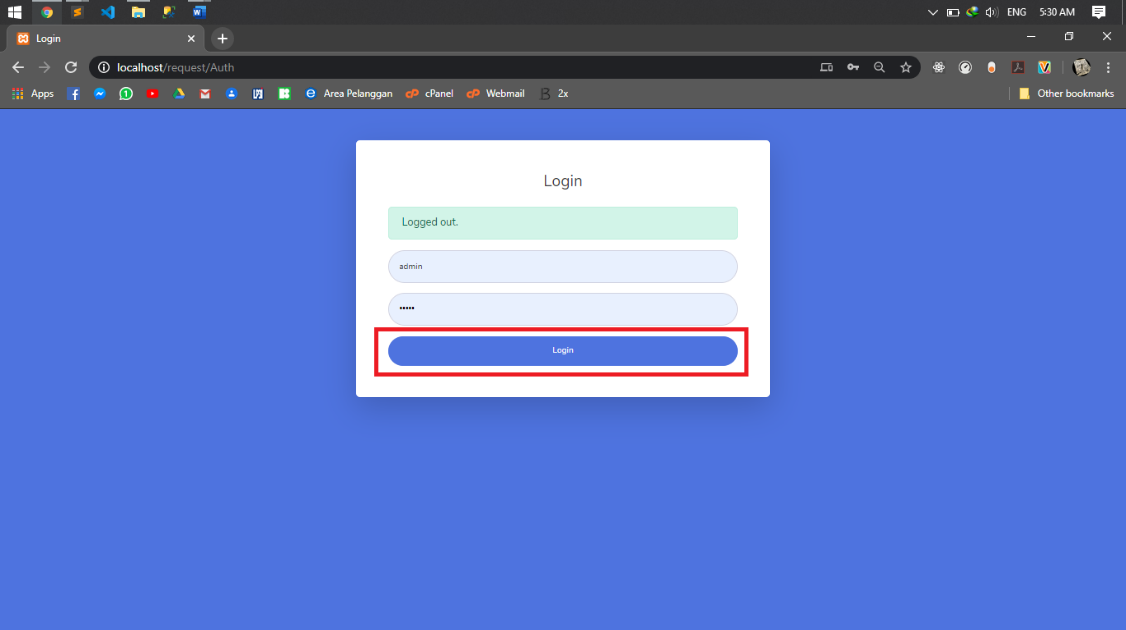 ENG 5:30 AM
Login
localhost/request/Auth
Apps Area Pelanggan cPanel Webmail 2x Other bookmarks
Login
Logged out.
admin
•••••
Login